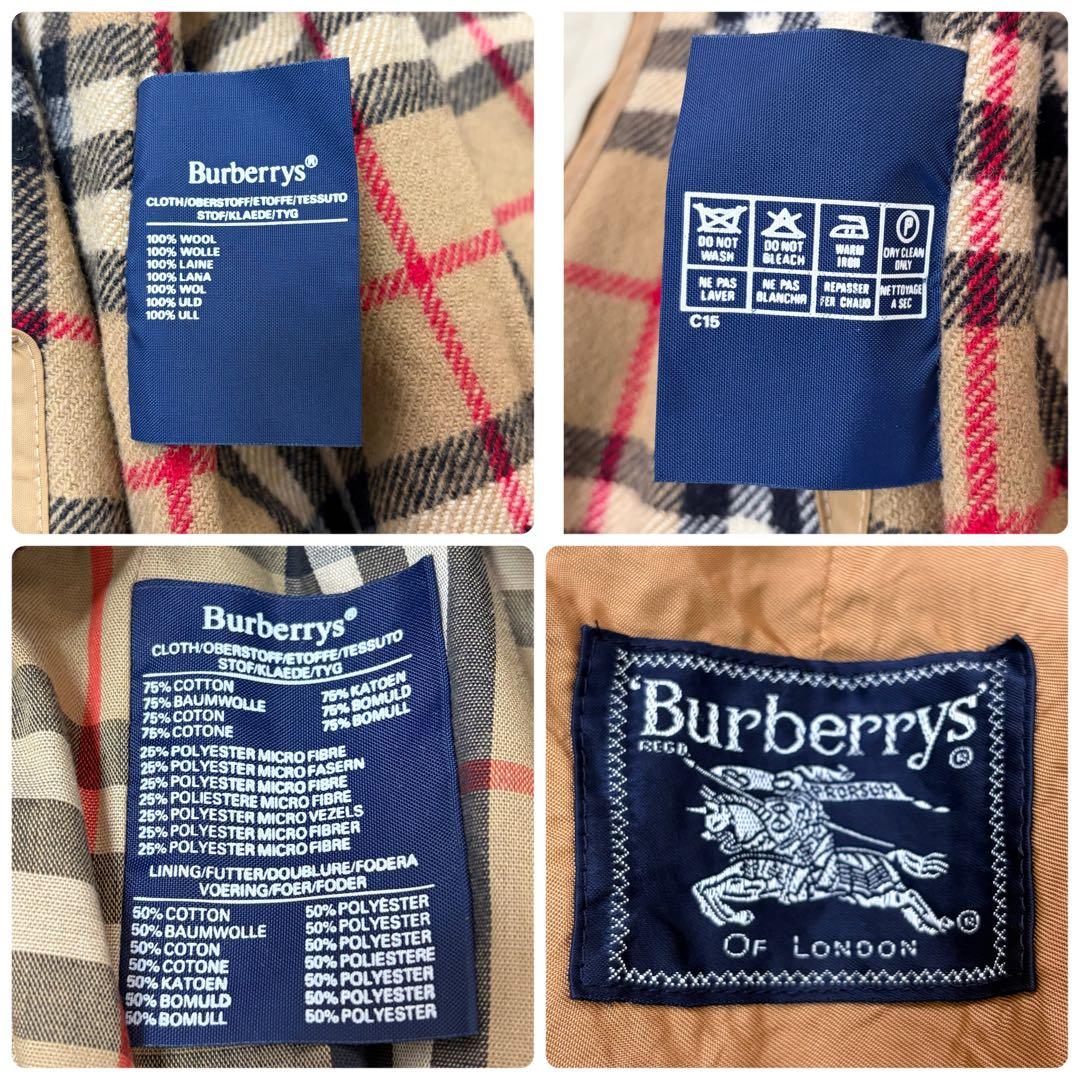 Burberrys®
CLOTH/OBERSTOFF/ETOFFE/TESSUTO
STOF/KLAEDE/TYG
100% WOOL
100% WOLLE
100% LAINE
100% LANA
100% WOL
100% ULD
100% ULL
DO NOT WASH
DO NOT BLEACH
WARM IRON
P
DRY CLEAN ONLY
NE PAS LAVER
NE PAS BLANCHIR
REPASSER FER CHAUD
NETTOYAGE A SEC
C15
Burberrys®
CLOTH/OBERSTOFF/ETOFFE/TESSUTO
STOF/KLAEDE/TYG
75% COTTON 75% KATOEN
75% BAUMWOLLE 75% BOMULD
75% COTON 75% BOMULL
75% COTONE
25% POLYESTER MICRO FIBRE
25% POLYESTER MICRO FASERN
25% POLYESTER MICRO FIBRE
25% POLIESTERE MICRO FIBRE
25% POLYESTER MICRO VEZELS
25% POLYESTER MICRO FIBRER
25% POLYESTER MICRO FIBRE
LINING/FUTTER/DOUBLURE/FODERA
VOERING/FOER/FODER
50% COTTON 50% POLYESTER
50% BAUMWOLLE 50% POLYESTER
50% COTON 50% POLYESTER
50% COTONE 50% POLIESTERE
50% KATOEN 50% POLYESTER
50% BOMULD 50% POLYESTER
50% BOMULL 50% POLYESTER
'Burberrys'
REGD. ®
PRORSUM
®
OF LONDON